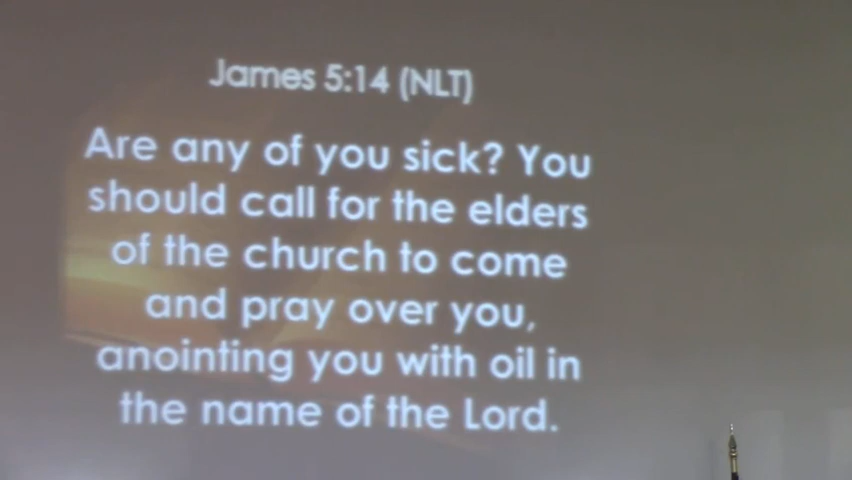 James 5:14 (NLT)
Are any of you sick? You
should call for the elders
of the church to come
and pray over you,
anointing you with oil in
the name of the Lord.